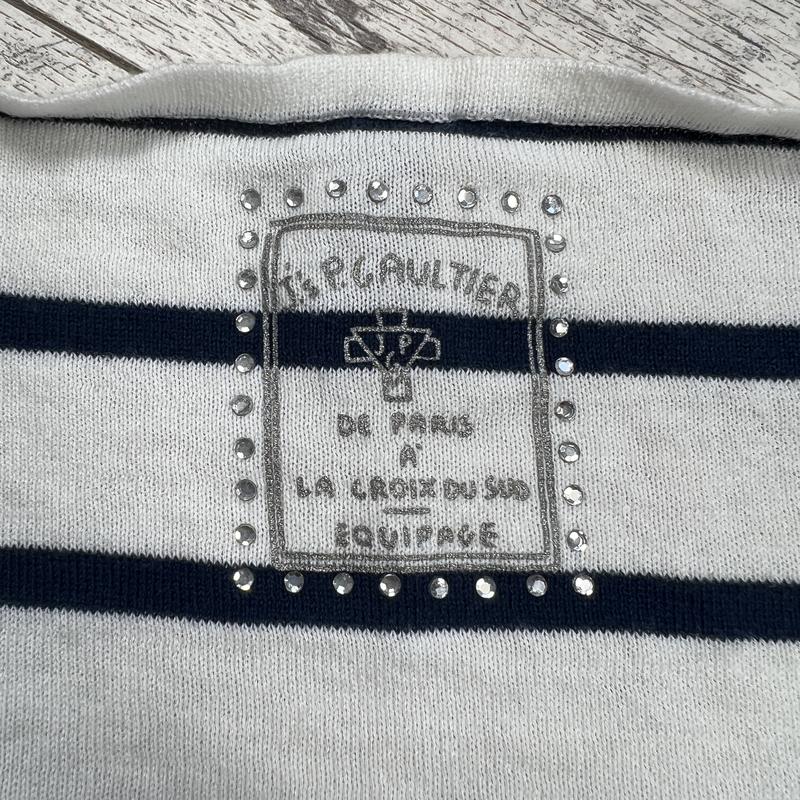 J's P. GAULTIER
J P
G
DE PARIS
A'
LA CROIX DU SUD
EQUIPAGE